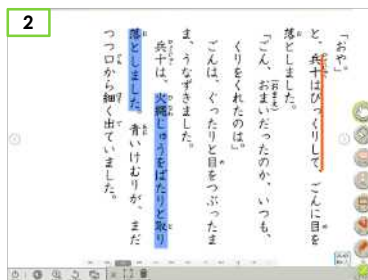 2
「おや。」
と、兵十はびっくりして、ごんに目を
落としました。
「ごん、おまいだったのか、いつも、
くりをくれたのは。」
ごんは、ぐったりと目をつぶったま
ま、うなずきました。
兵十は、火縄じゅうをばたりと取り
落としました。青いけむりが、まだ
つつ口から細く出ていました。